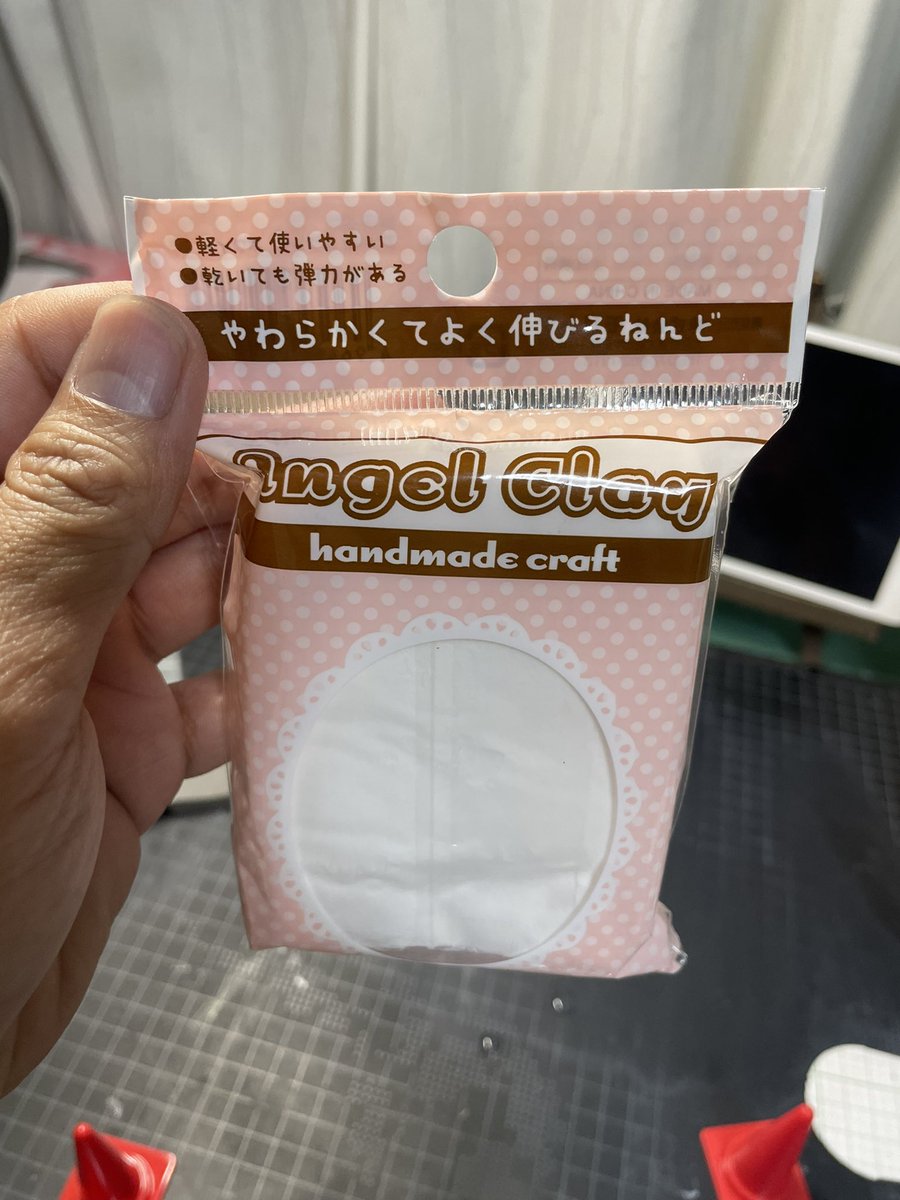 ●軽くて使いやすい
●乾いても弾力がある
やわらかくてよく伸びるねんど
Angel Clay
handmade craft